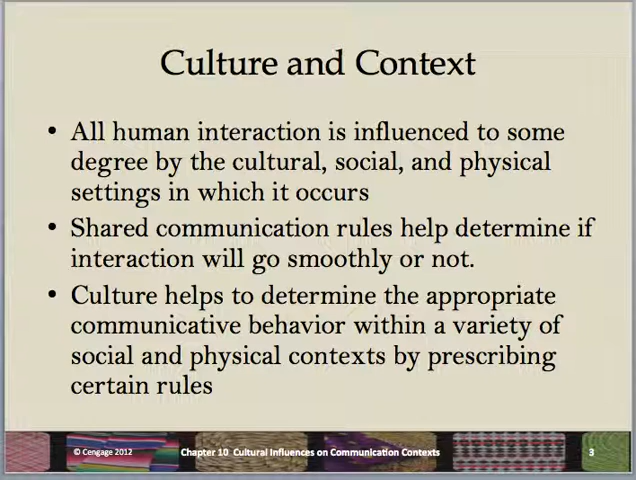 Culture and Context
• All human interaction is influenced to some
degree by the cultural, social, and physical
settings in which it occurs
• Shared communication rules help determine if
interaction will go smoothly or not.
• Culture helps to determine the appropriate
communicative behavior within a variety of
social and physical contexts by prescribing
certain rules
© Cengage 2012 Chapter 10 Cultural Influences on Communication Contexts 3